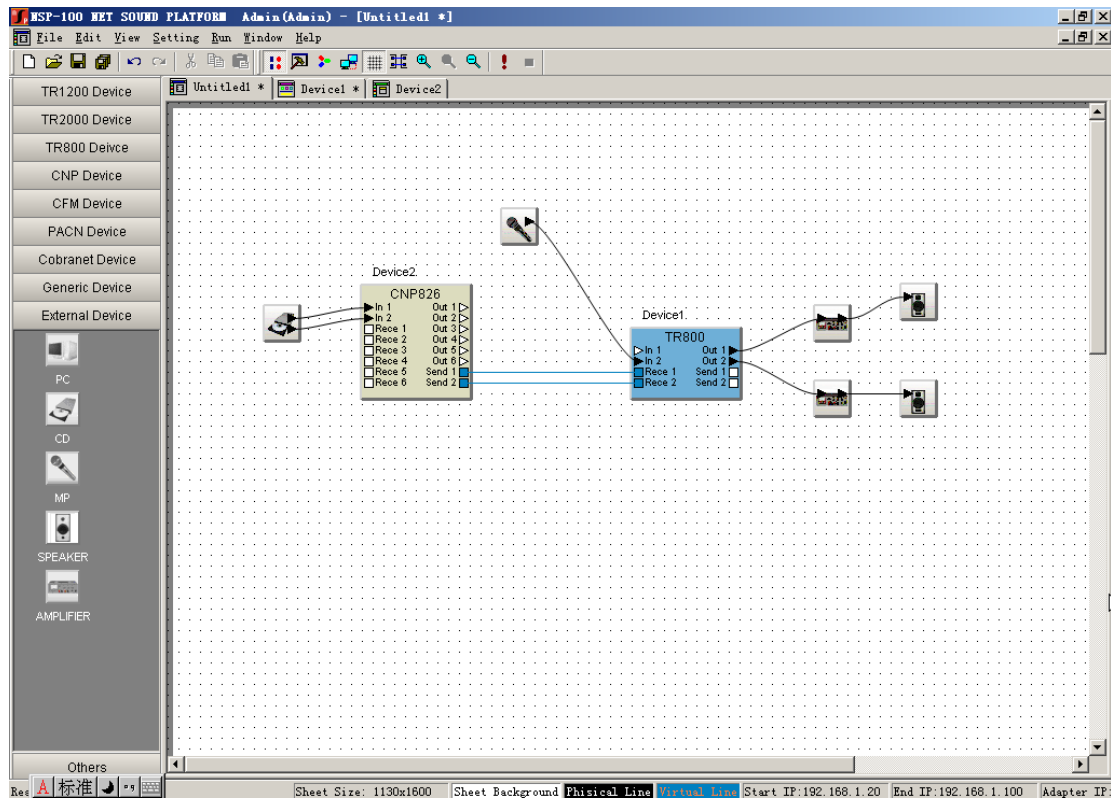 NSP-100 NET SOUND PLATFORM Admin(Admin) - [Untitled1 *]
File Edit View Setting Run Window Help
Untitled1 * Device1 * Device2
TR1200 Device
TR2000 Device
TR800 Deivce
CNP Device
CFM Device
PACN Device
Cobranet Device
Generic Device
External Device
PC
CD
MP
SPEAKER
AMPLIFIER
Others
Device2.
CNP826
In 1 Out 1
In 2 Out 2
Rece 1 Out 3
Rece 2 Out 4
Rece 3 Out 5
Rece 4 Out 6
Rece 5 Send 1
Rece 6 Send 2
Device1.
TR800
In 1 Out 1
In 2 Out 2
Rece 1 Send 1
Rece 2 Send 2
A 标准
Sheet Size: 1130x1600 Sheet Background Phisical Line Virtual Line Start IP:192.168.1.20 End IP:192.168.1.100 Adapter IP: